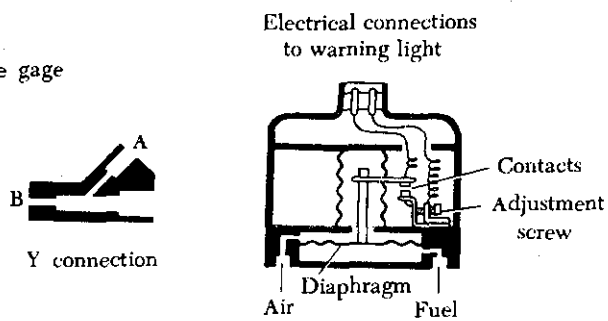 Electrical connections
to warning light
e gage
A
B
Contacts
Adjustment
screw
Y connection
Diaphragm
Air
Fuel